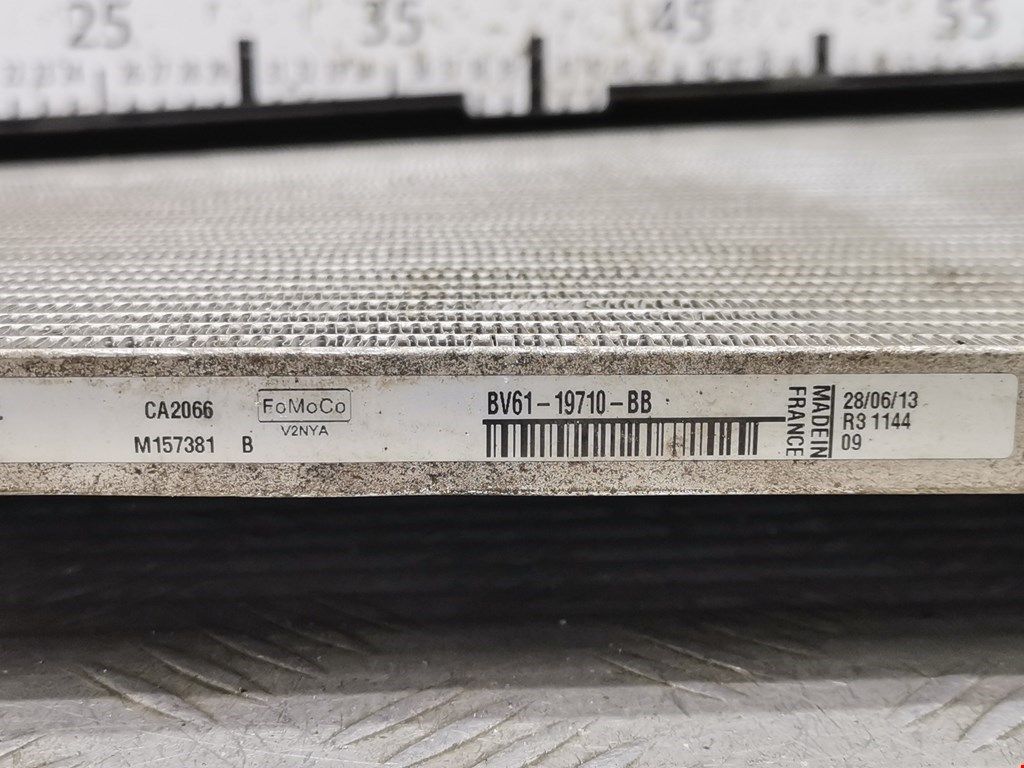 25 35 45 55
CA2066
M157381 B
FoMoCo
V2NYA
BV61-19710-BB
MADE IN
FRANCE
28/06/13
R3 1144
09